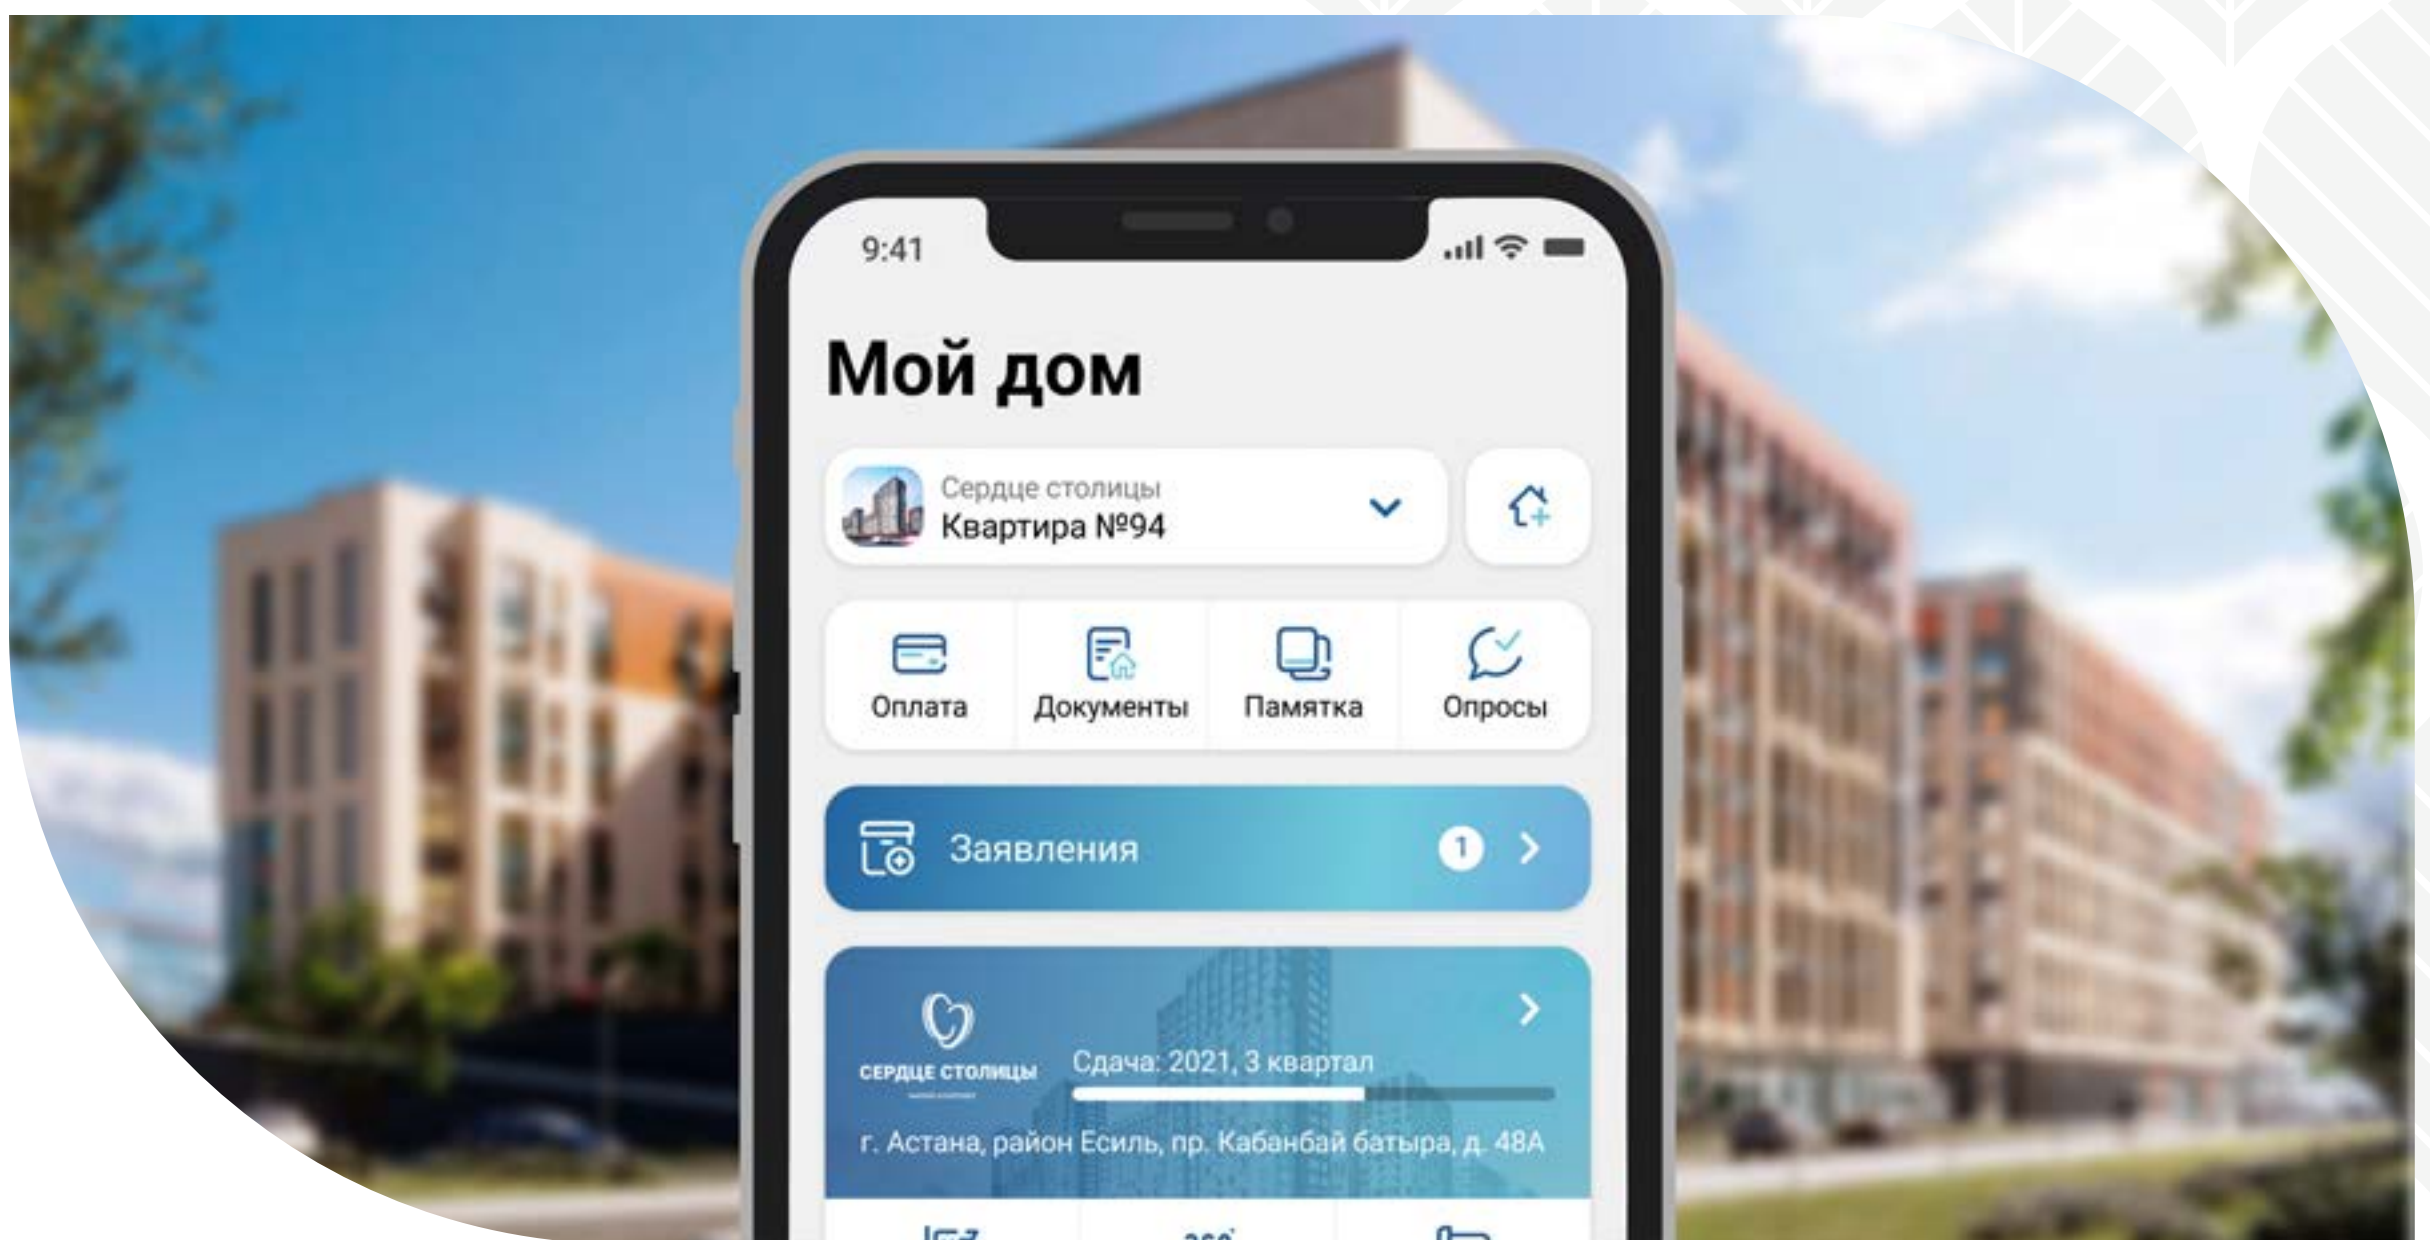 9:41
Мой дом
Сердце столицы
Квартира №94
Оплата
Документы
Памятка
Опросы
Заявления
1
СЕРДЦЕ СТОЛИЦЫ
Сдача: 2021, 3 квартал
г. Астана, район Есиль, пр. Кабанбай батыра, д. 48А